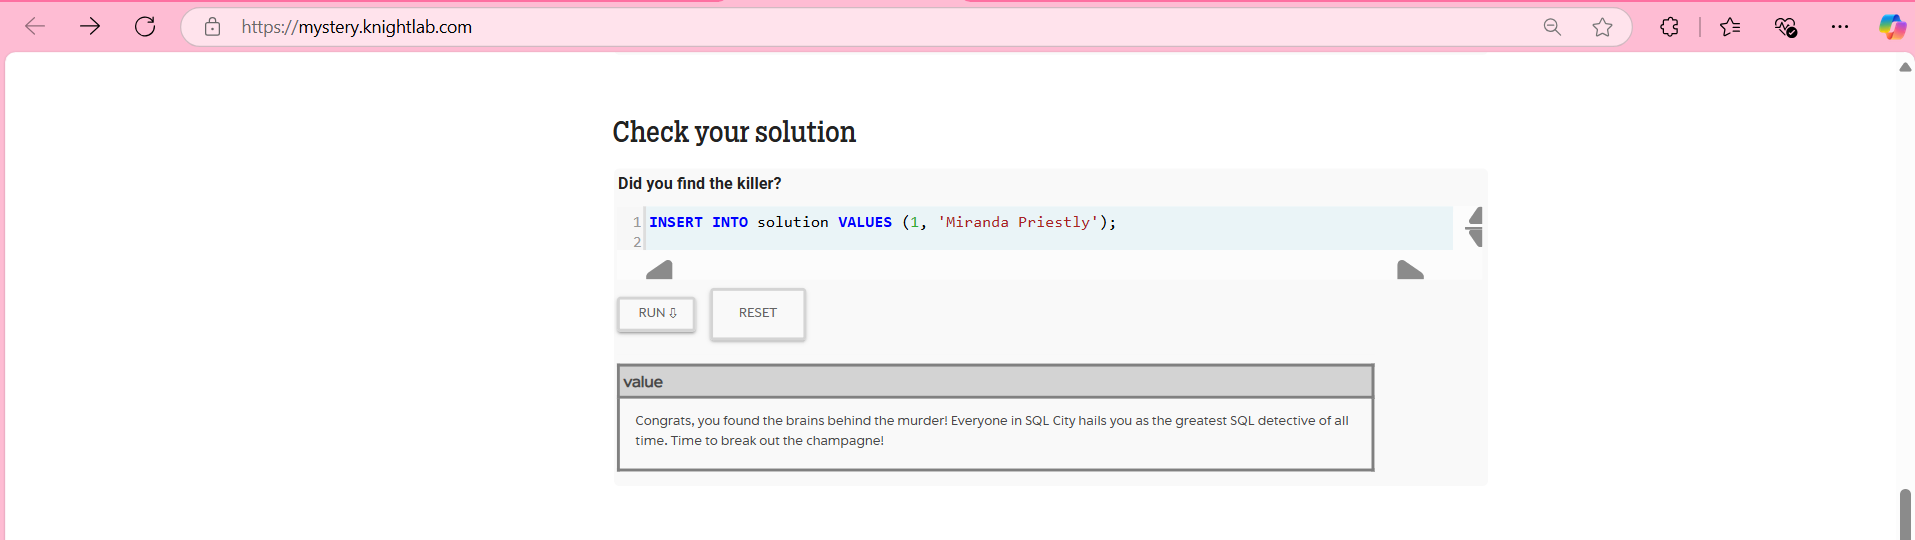 https://mystery.knightlab.com
Check your solution
Did you find the killer?
1 INSERT INTO solution VALUES (1, 'Miranda Priestly');
2
RUN ⇩ RESET
value
Congrats, you found the brains behind the murder! Everyone in SQL City hails you as the greatest SQL detective of all
time. Time to break out the champagne!